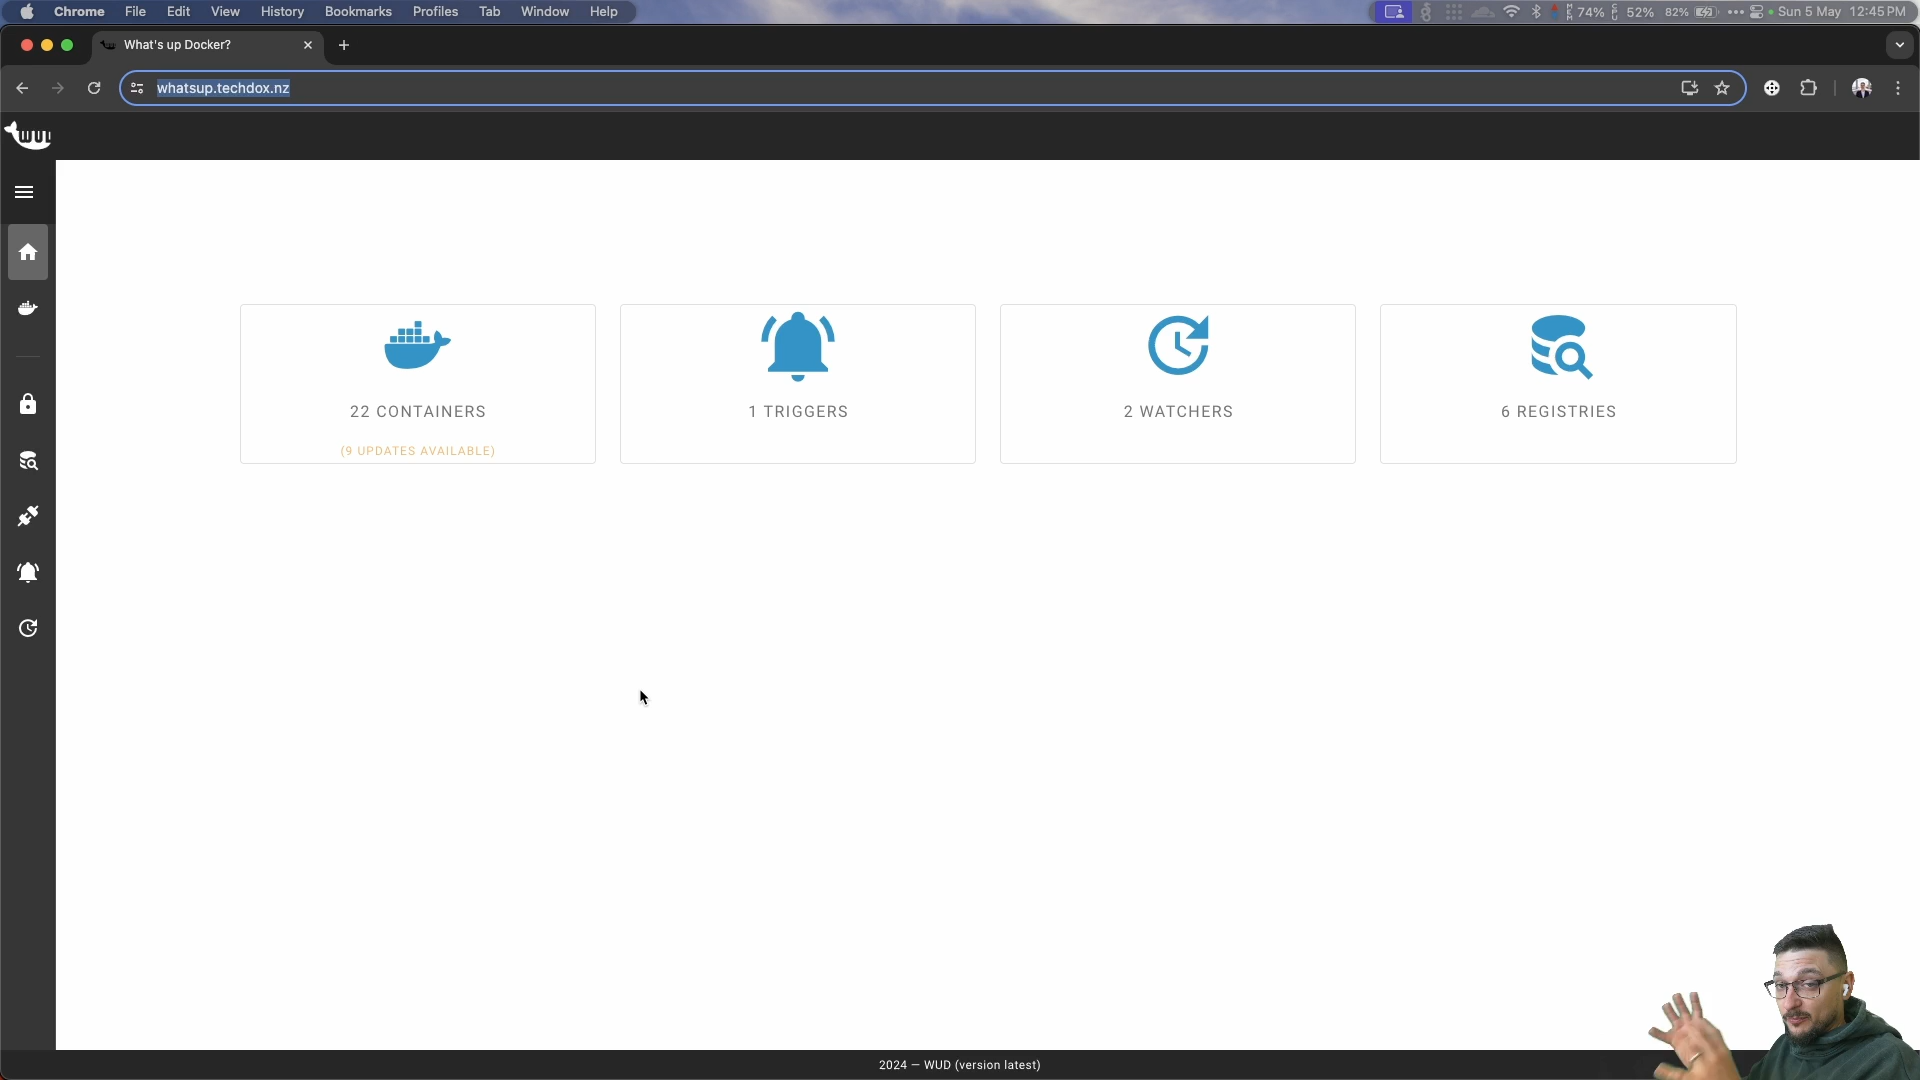 Chrome File Edit View History Bookmarks Profiles Tab Window Help 74% 52% 82% Sun 5 May 12:45 PM
What's up Docker?
whatsup.techdox.nz
wud
22 CONTAINERS
(9 UPDATES AVAILABLE)
1 TRIGGERS
2 WATCHERS
6 REGISTRIES
2024 — WUD (version latest)